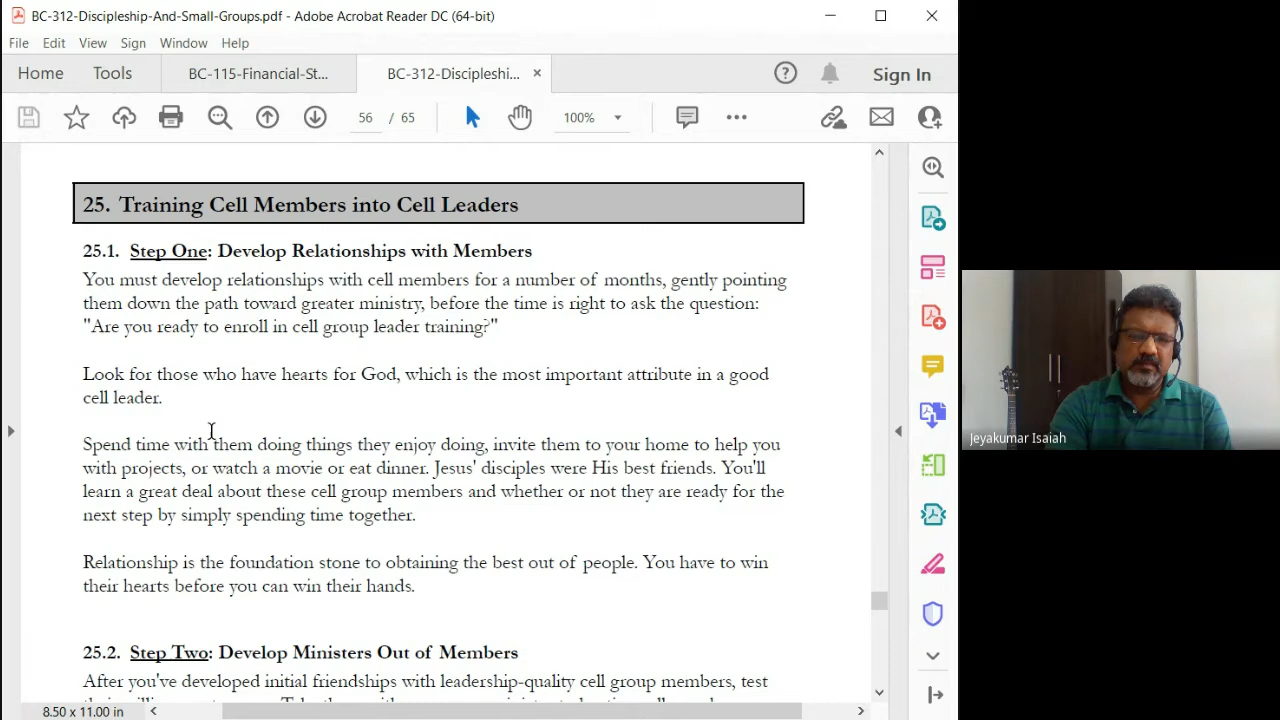 BC-312-Discipleship-And-Small-Groups.pdf - Adobe Acrobat Reader DC (64-bit)
File Edit View Sign Window Help
Home Tools BC-115-Financial-St... BC-312-Discipleshi... Sign In
56 / 65 100%
25. Training Cell Members into Cell Leaders
25.1. Step One: Develop Relationships with Members
You must develop relationships with cell members for a number of months, gently pointing
them down the path toward greater ministry, before the time is right to ask the question:
"Are you ready to enroll in cell group leader training?"
Look for those who have hearts for God, which is the most important attribute in a good
cell leader.
Spend time with them doing things they enjoy doing, invite them to your home to help you
with projects, or watch a movie or eat dinner. Jesus' disciples were His best friends. You'll
learn a great deal about these cell group members and whether or not they are ready for the
next step by simply spending time together.
Relationship is the foundation stone to obtaining the best out of people. You have to win
their hearts before you can win their hands.
25.2. Step Two: Develop Ministers Out of Members
After you've developed initial friendships with leadership-quality cell group members, test
8.50 x 11.00 in
Jeyakumar Isaiah